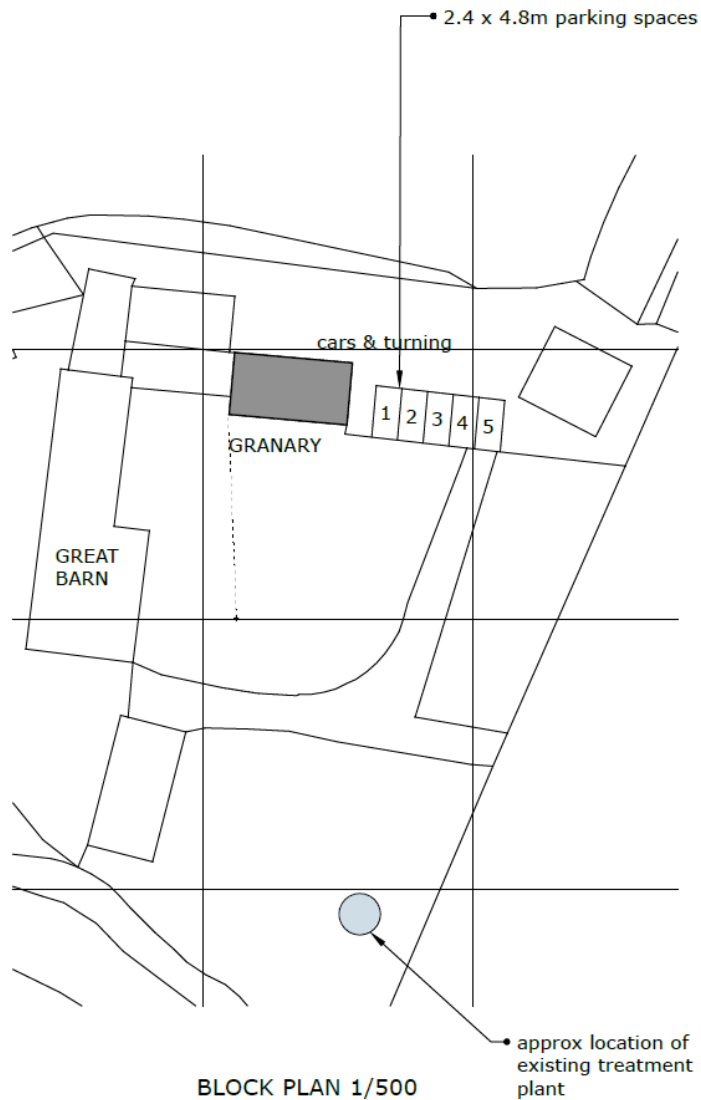 2.4 x 4.8m parking spaces
cars & turning
1 2 3 4 5
GRANARY
GREAT
BARN
approx location of
existing treatment
plant
BLOCK PLAN 1/500